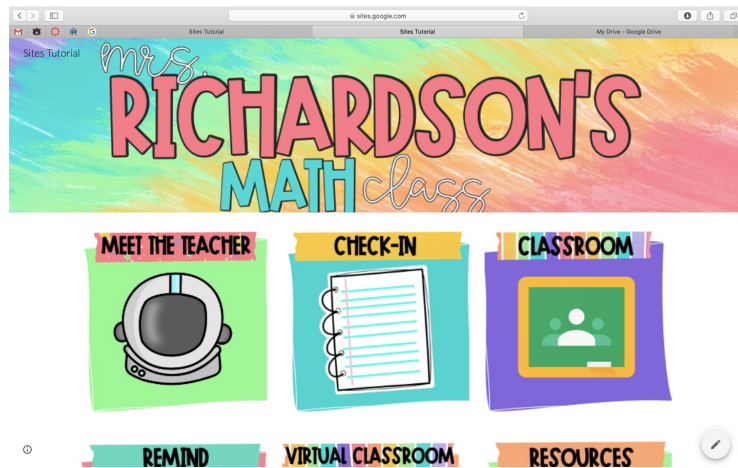 sites.google.com
Sites Tutorial
Sites Tutorial
My Drive - Google Drive
Sites Tutorial
mrs.
RICHARDSON'S
MATH class
MEET THE TEACHER
CHECK-IN
CLASSROOM
REMIND
VIRTUAL CLASSROOM
RESOURCES